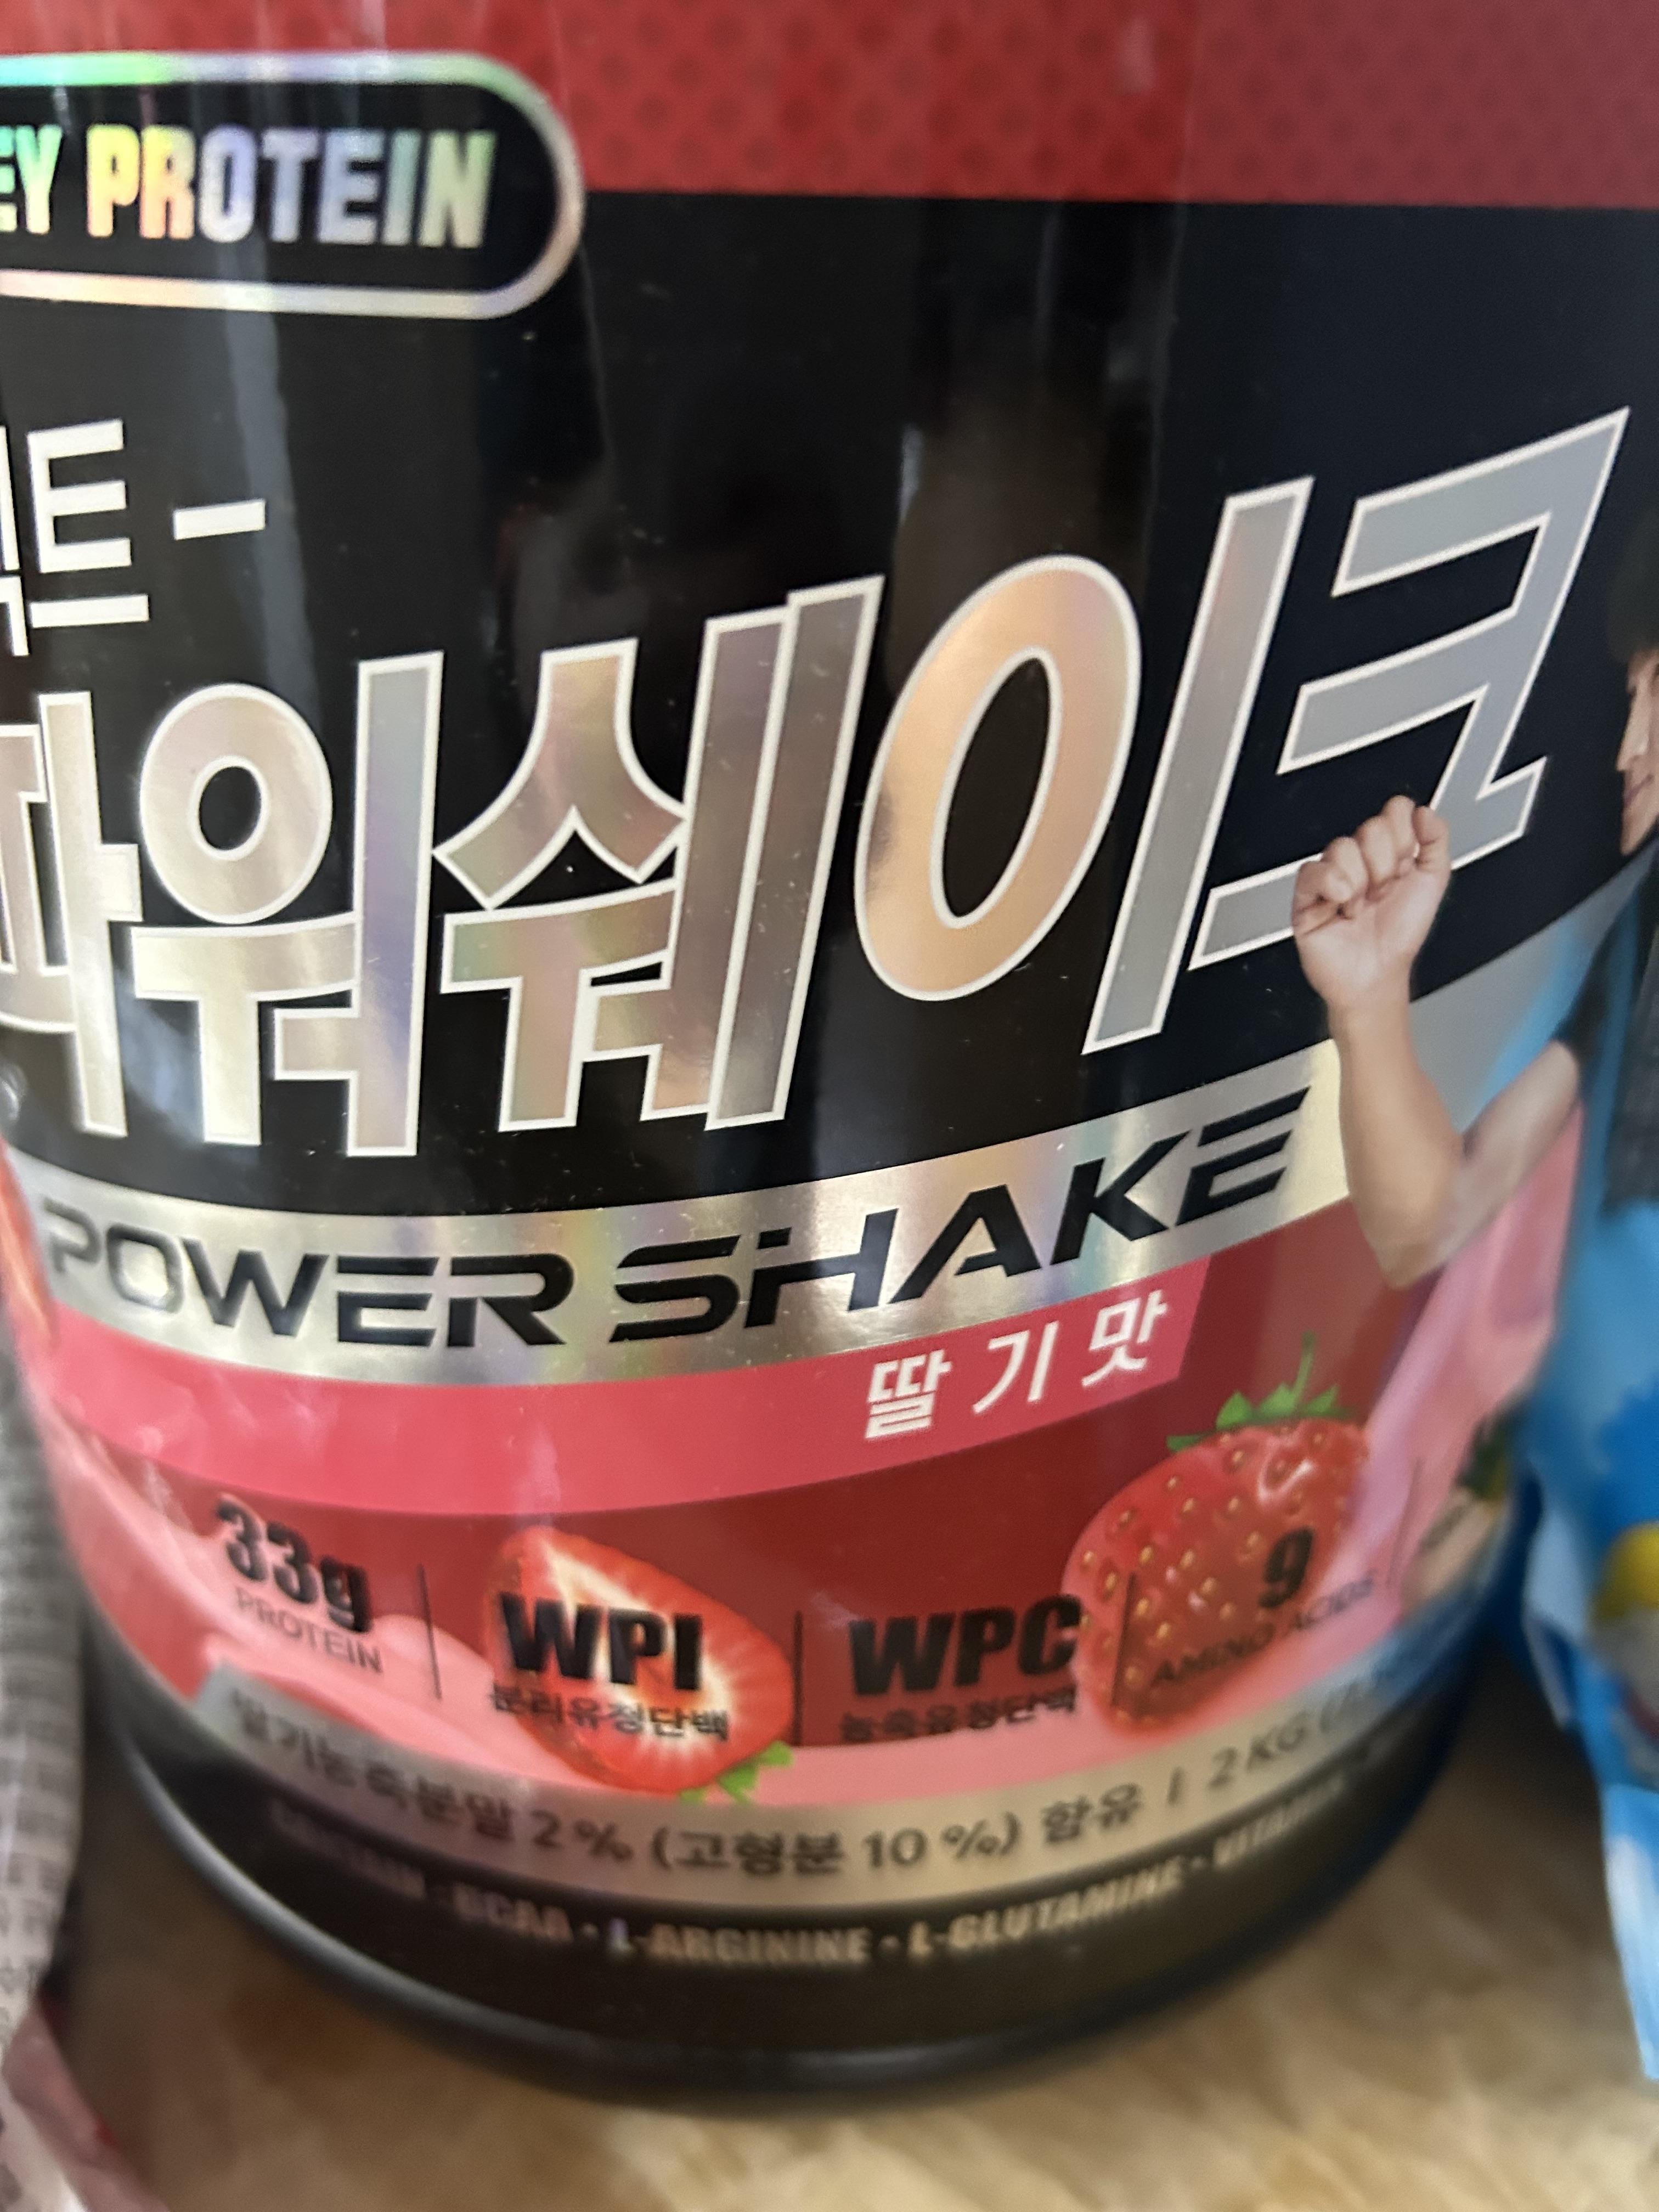 EY PROTEIN
트 -
파워쉐이크
POWER SHAKE
딸기맛
33g
PROTEIN
WPI
분리유청단백
WPC
농축유청단백
9
AMINO ACIDS
딸기농축분말 2% (고형분 10%) 함유 | 2KG
BCAA · L-ARGININE · L-GLUTAMINE · VITAMIN